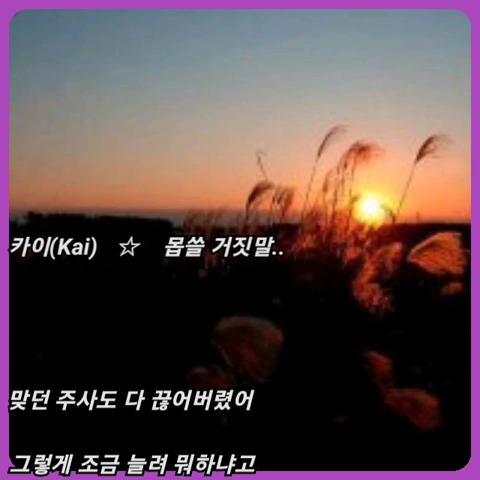 카이(Kai) ☆ 몹쓸 거짓말..
맞던 주사도 다 끊어버렸어
그렇게 조금 늘려 뭐하냐고